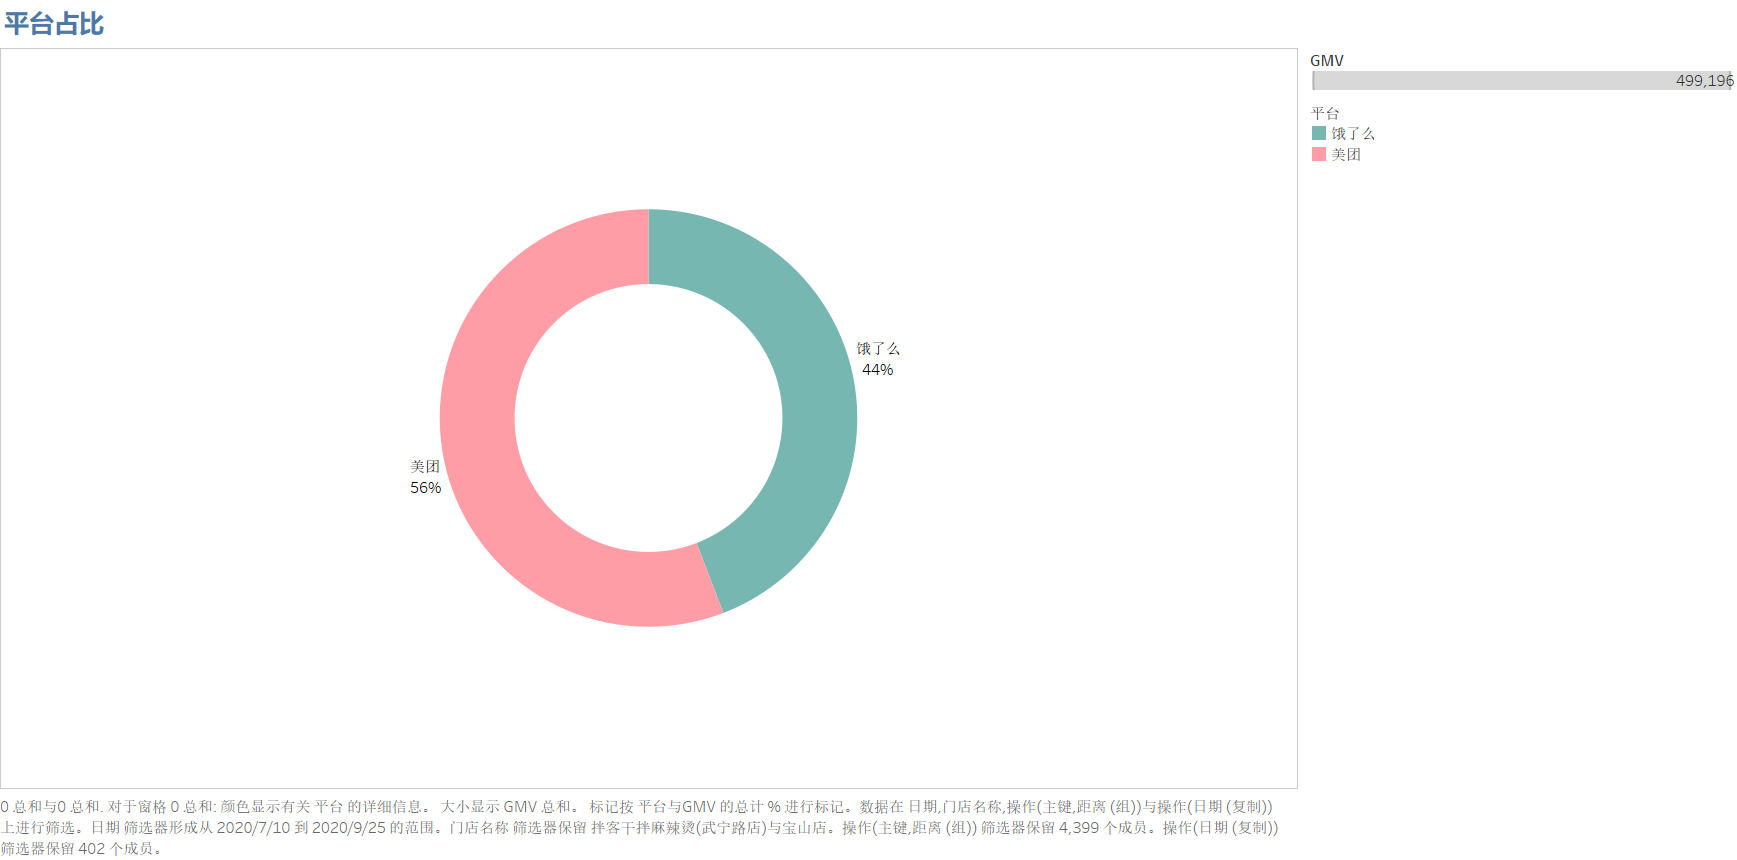 平台占比
GMV
499,196
平台
饿了么
美团
饿了么
44%
美团
56%
0 总和与0 总和. 对于窗格 0 总和: 颜色显示有关 平台 的详细信息。 大小显示 GMV 总和。 标记按 平台与GMV 的总计 % 进行标记。数据在 日期,门店名称,操作(主键,距离 (组))与操作(日期 (复制))
上进行筛选。日期 筛选器形成从 2020/7/10 到 2020/9/25 的范围。门店名称 筛选器保留 拌客干拌麻辣烫(武宁路店)与宝山店。操作(主键,距离 (组)) 筛选器保留 4,399 个成员。操作(日期 (复制))
筛选器保留 402 个成员。